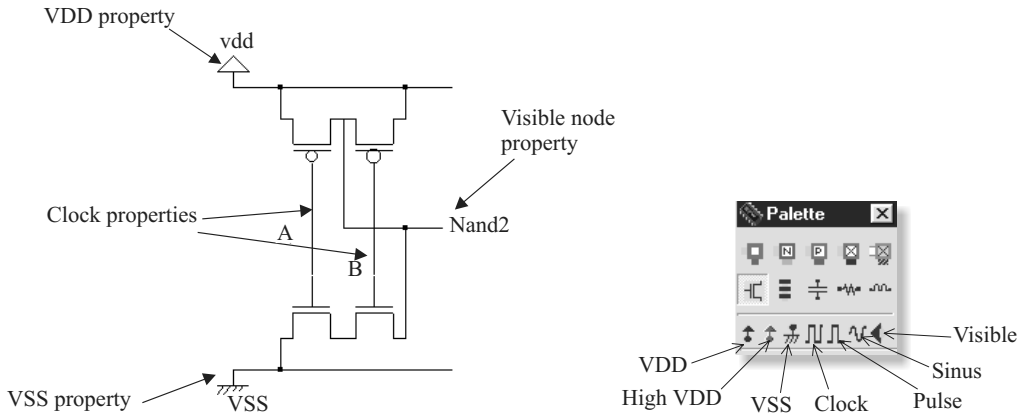 VDD property
vdd
Visible node
property
Clock properties
A
B
Nand2
VSS property
VSS
Palette
N
P
VDD
High VDD
VSS
Clock
Pulse
Sinus
Visible